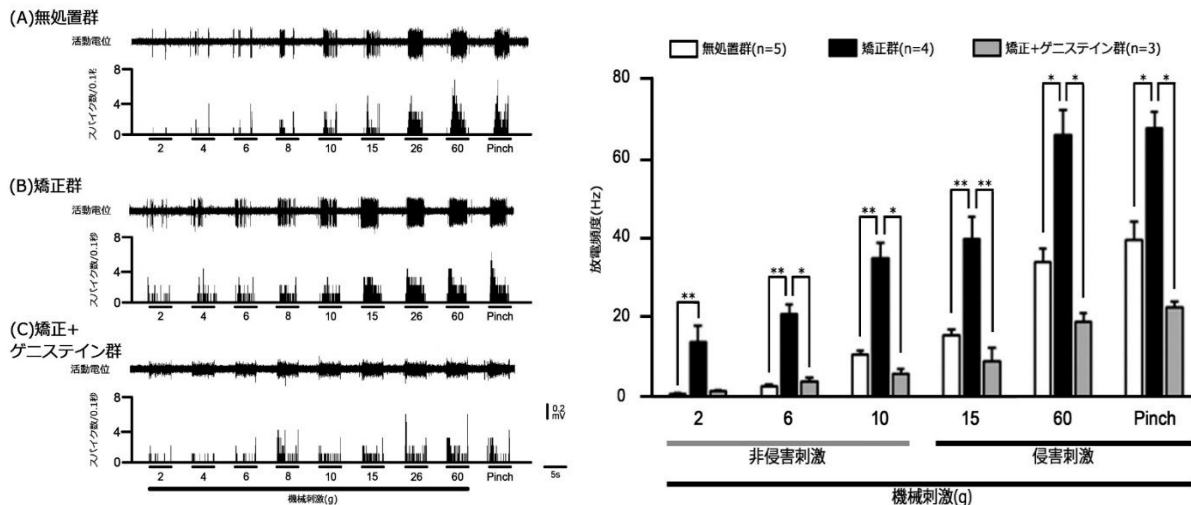 (A)無処置群
活動電位
スパイク数/0.1秒
8
4
0
2 4 6 8 10 15 26 60 Pinch
(B)矯正群
活動電位
スパイク数/0.1秒
8
4
0
2 4 6 8 10 15 26 60 Pinch
(C)矯正+
ゲニステイン群
活動電位
スパイク数/0.1秒
8
4
0
0.2
mV
2 4 6 8 10 15 26 60 Pinch
5s
機械刺激(g)
無処置群(n=5) 矯正群(n=4) 矯正+ゲニステイン群(n=3)
放電頻度(Hz)
80
60
40
20
0
**
** *
** *
** **
* *
* *
2 6 10 15 60 Pinch
非侵害刺激 侵害刺激
機械刺激(g)